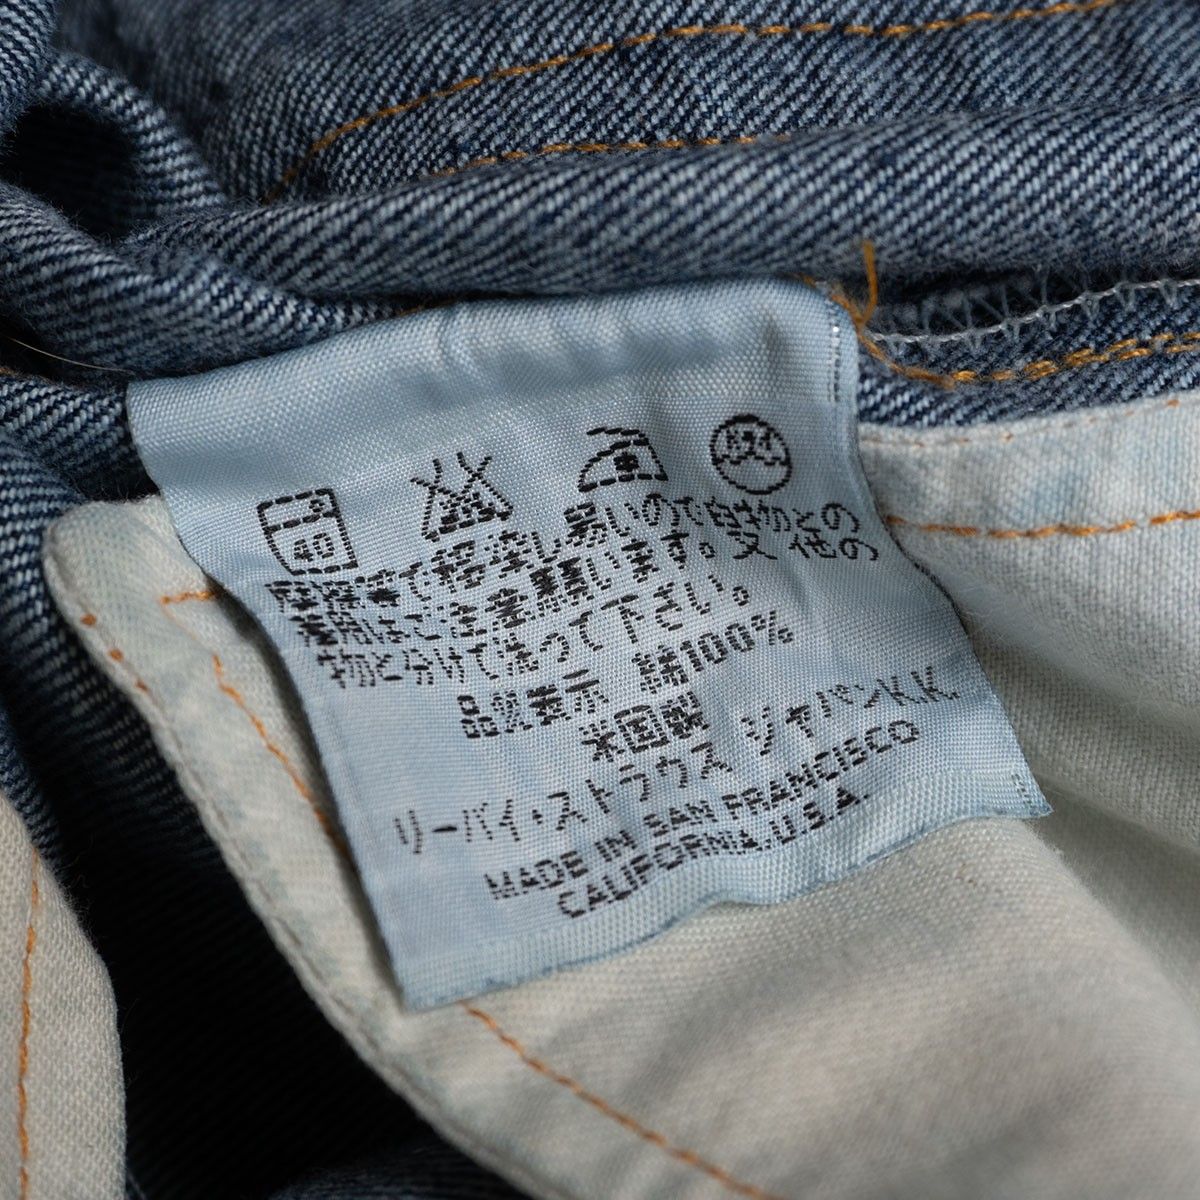 40
ドライ
摩擦等で移染し易いので白物との
着用はご注意願います。又他の
物と分けて洗って下さい。
品質表示 綿100%
米国製
リーバイ・ストラウス ジャパンK.K.
MADE IN SAN FRANCISCO
CALIFORNIA,U.S.A.